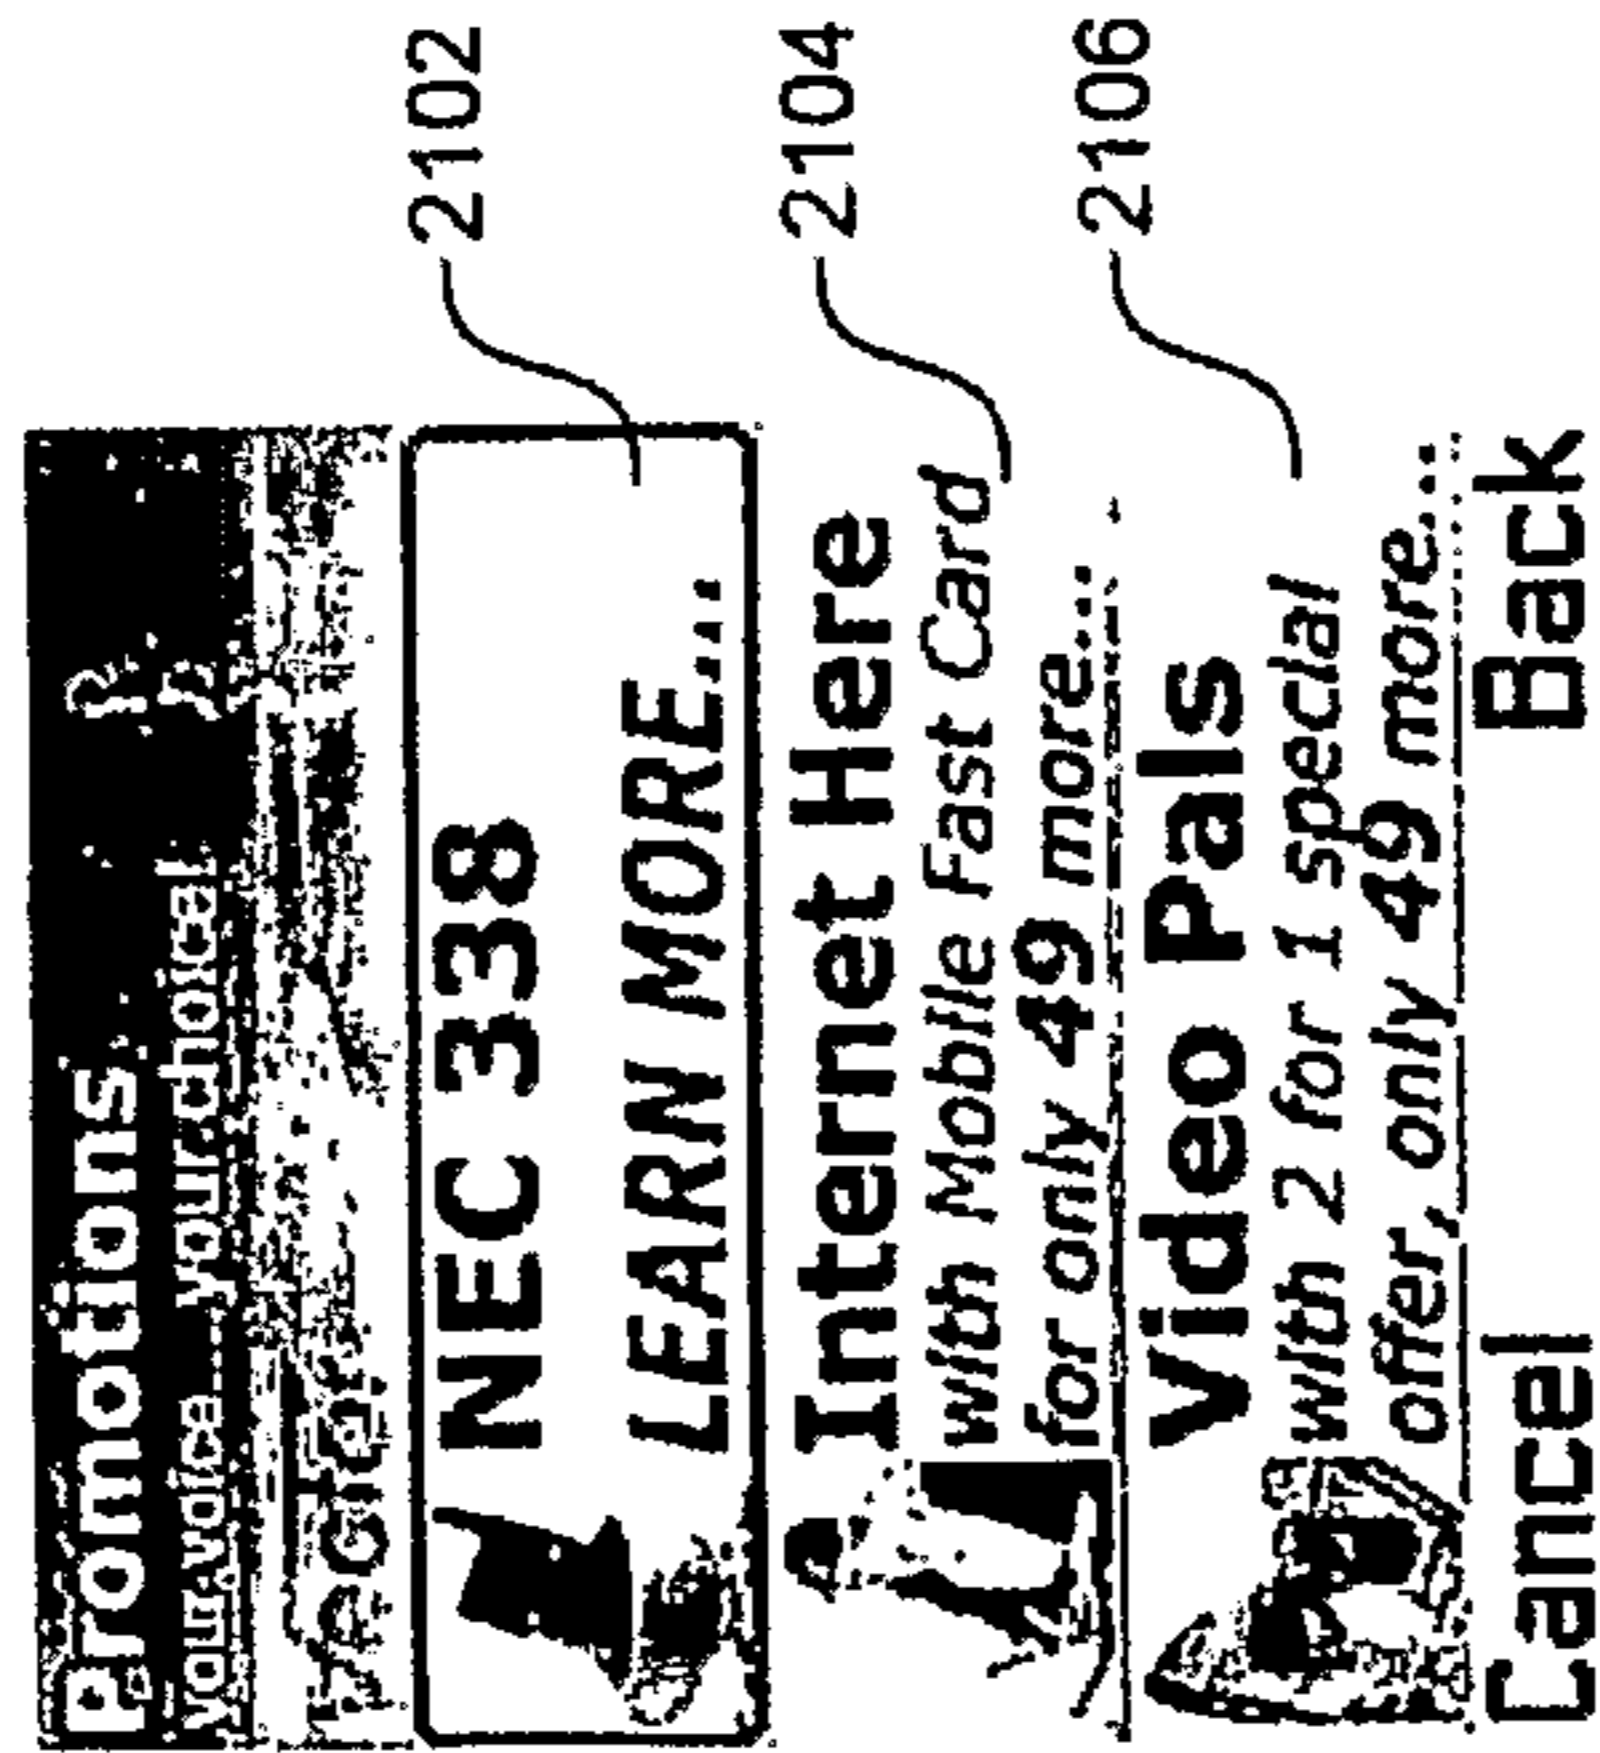 Promotions
your voice your choice!
NEC 338
LEARN MORE...
2102
Internet Here
with Mobile Fast Card
for only 49 more...
2104
Video Pals
with 2 for 1 special
offer, only 49 more...
2106
Cancel Back